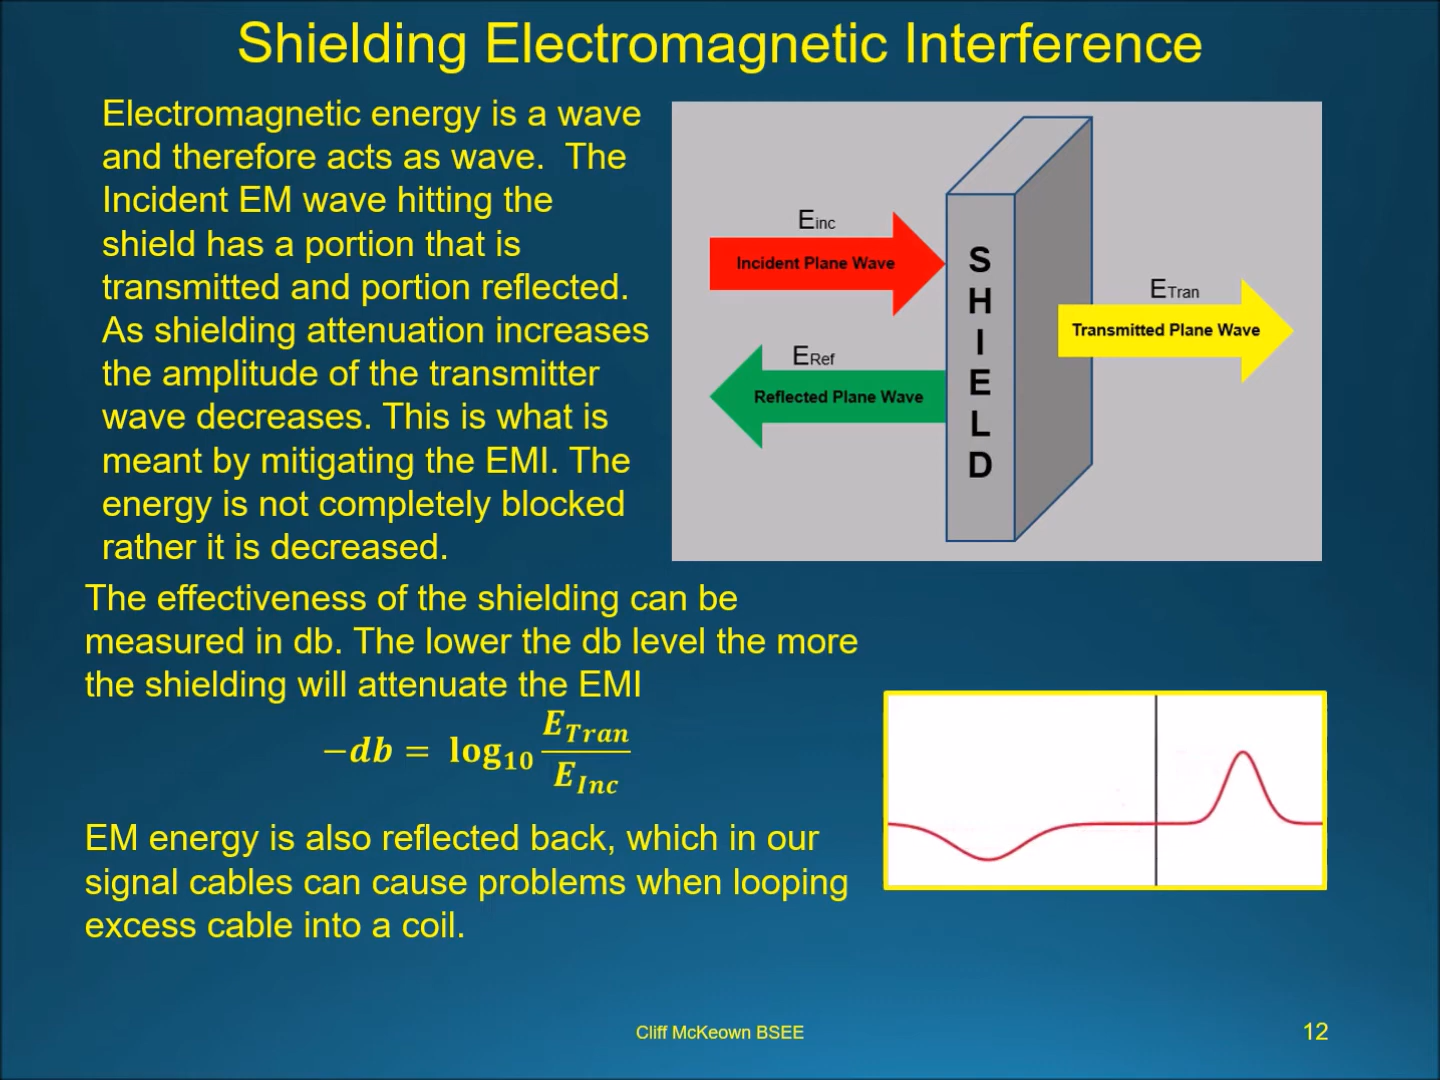 Shielding Electromagnetic Interference
Electromagnetic energy is a wave
and therefore acts as wave.  The
Incident EM wave hitting the
shield has a portion that is
transmitted and portion reflected.
As shielding attenuation increases
the amplitude of the transmitter
wave decreases. This is what is
meant by mitigating the EMI. The
energy is not completely blocked
rather it is decreased.
Einc
Incident Plane Wave
ERef
Reflected Plane Wave
SHIELD
ETran
Transmitted Plane Wave
The effectiveness of the shielding can be
measured in db. The lower the db level the more
the shielding will attenuate the EMI
−db = log10 ETran / EInc
EM energy is also reflected back, which in our
signal cables can cause problems when looping
excess cable into a coil.
Cliff McKeown BSEE
12